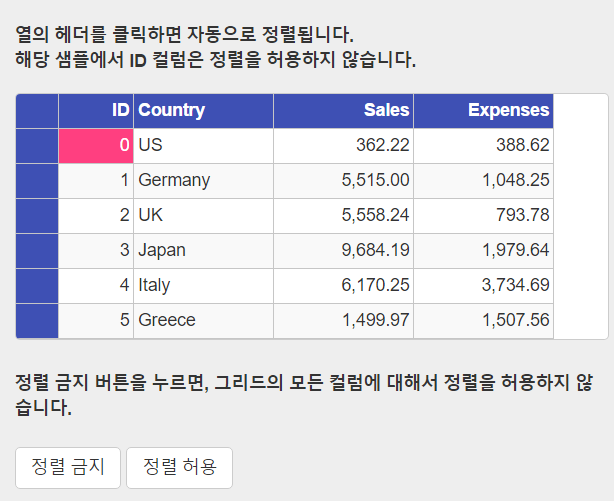 열의 헤더를 클릭하면 자동으로 정렬됩니다.
해당 샘플에서 ID 컬럼은 정렬을 허용하지 않습니다.
ID Country Sales Expenses
0 US 362.22 388.62
1 Germany 5,515.00 1,048.25
2 UK 5,558.24 793.78
3 Japan 9,684.19 1,979.64
4 Italy 6,170.25 3,734.69
5 Greece 1,499.97 1,507.56
정렬 금지 버튼을 누르면, 그리드의 모든 컬럼에 대해서 정렬을 허용하지 않
습니다.
정렬 금지 정렬 허용